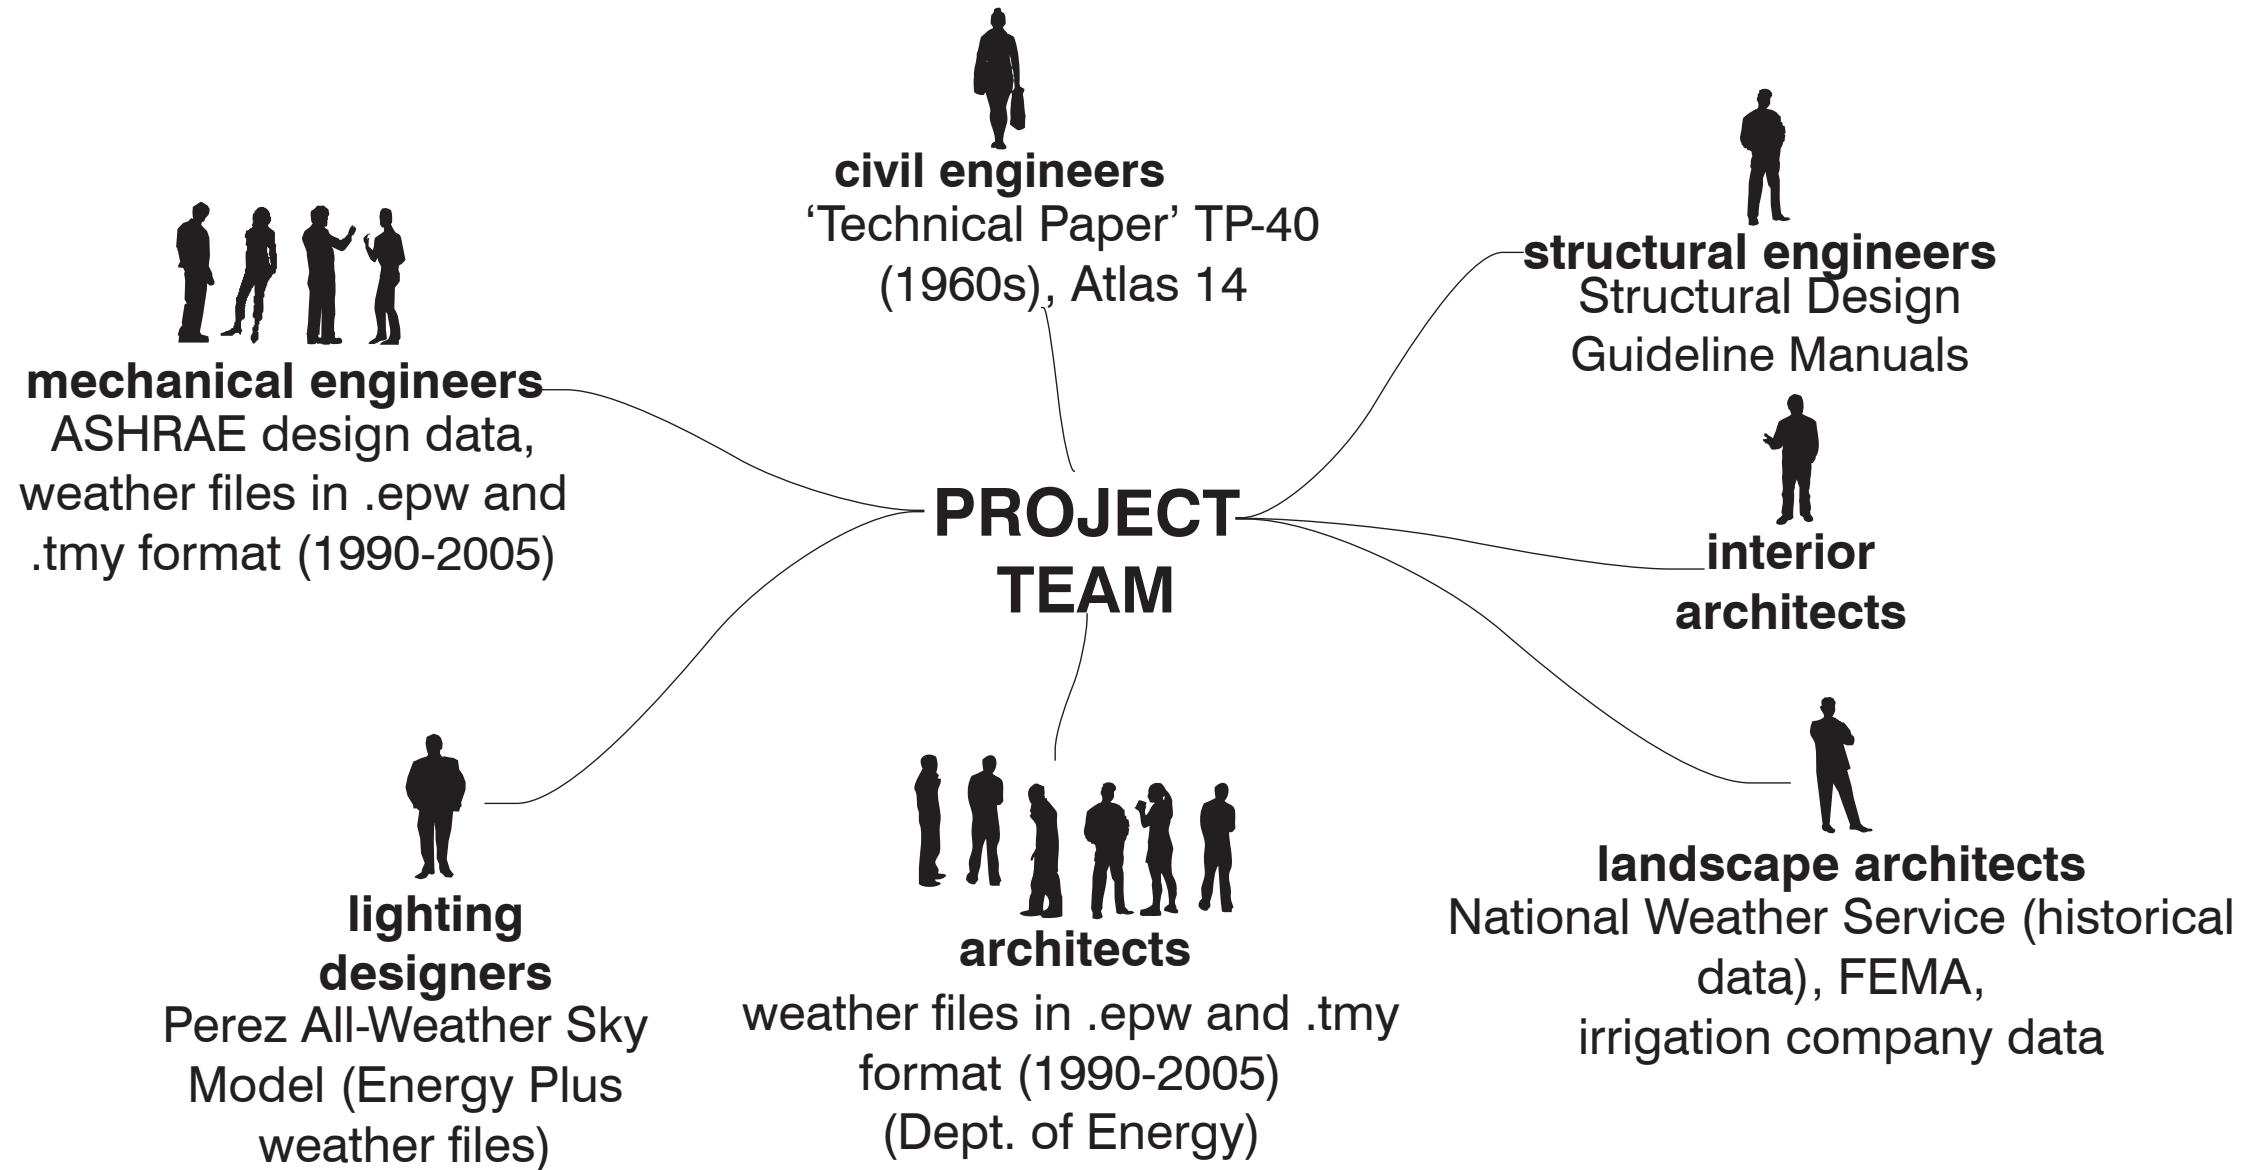 civil engineers
‘Technical Paper’ TP-40
(1960s), Atlas 14
structural engineers
Structural Design
Guideline Manuals
mechanical engineers
ASHRAE design data,
weather files in .epw and
.tmy format (1990-2005)
PROJECT
TEAM
interior
architects
lighting
designers
Perez All-Weather Sky
Model (Energy Plus
weather files)
architects
weather files in .epw and .tmy
format (1990-2005)
(Dept. of Energy)
landscape architects
National Weather Service (historical
data), FEMA,
irrigation company data